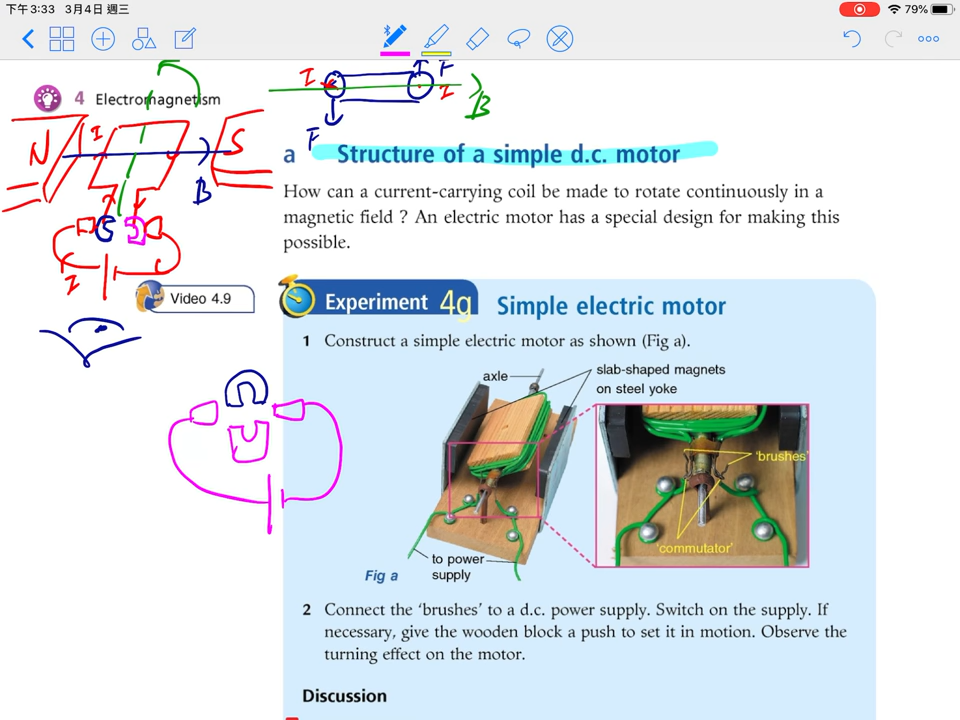 下午3:33 3月4日 週三
79%
4 Electromagnetism
I
F
I
B
F
N
I
S
B
I
a Structure of a simple d.c. motor
How can a current-carrying coil be made to rotate continuously in a
magnetic field ? An electric motor has a special design for making this
possible.
Video 4.9
Experiment 4g Simple electric motor
1 Construct a simple electric motor as shown (Fig a).
axle
slab-shaped magnets
on steel yoke
'brushes'
'commutator'
to power
supply
Fig a
2 Connect the ‘brushes’ to a d.c. power supply. Switch on the supply. If
necessary, give the wooden block a push to set it in motion. Observe the
turning effect on the motor.
Discussion